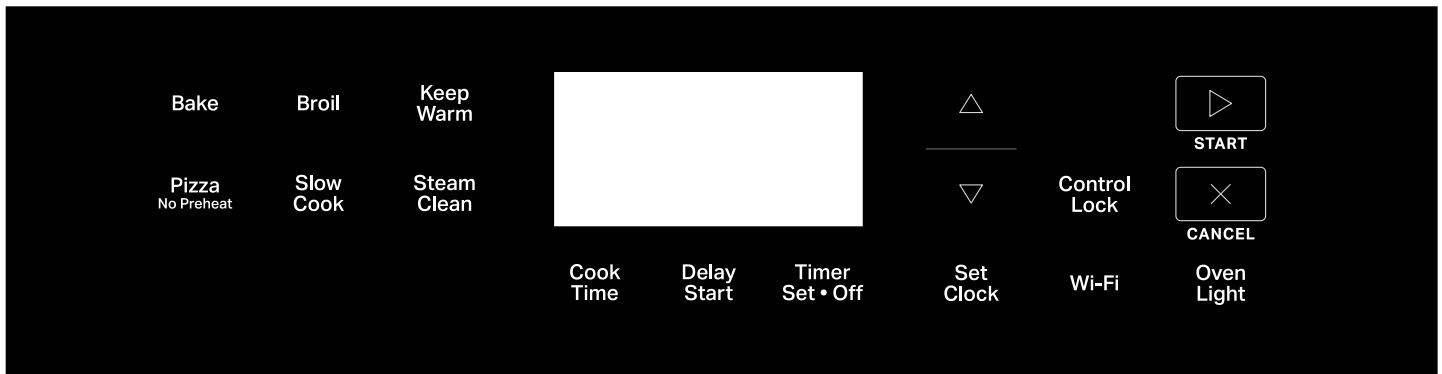 Bake
Broil
Keep
Warm
START
Pizza
No Preheat
Slow
Cook
Steam
Clean
Control
Lock
CANCEL
Cook
Time
Delay
Start
Timer
Set • Off
Set
Clock
Wi-Fi
Oven
Light